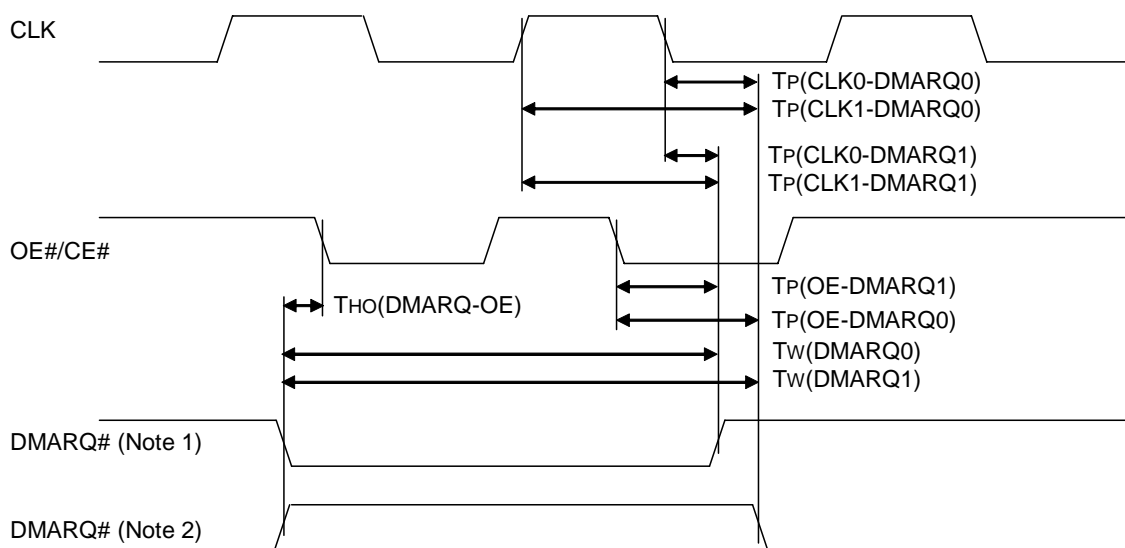 CLK
TP(CLK0-DMARQ0)
TP(CLK1-DMARQ0)
TP(CLK0-DMARQ1)
TP(CLK1-DMARQ1)
OE#/CE#
THO(DMARQ-OE)
TP(OE-DMARQ1)
TP(OE-DMARQ0)
TW(DMARQ0)
TW(DMARQ1)
DMARQ# (Note 1)
DMARQ# (Note 2)